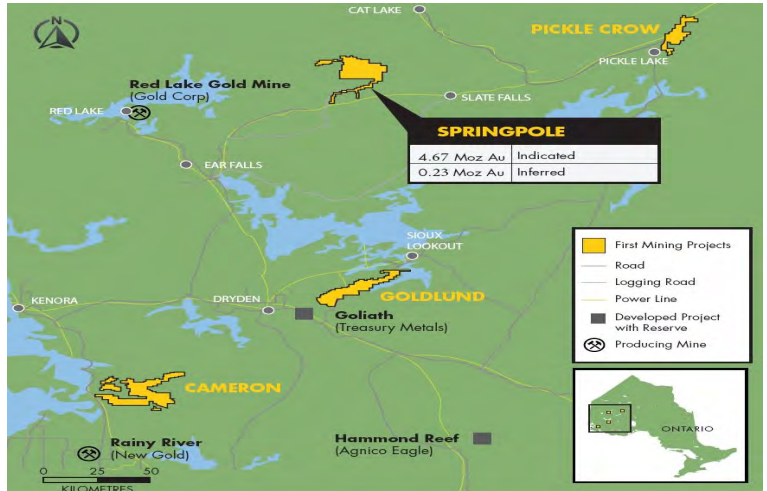 N
CAT LAKE
PICKLE CROW
PICKLE LAKE
Red Lake Gold Mine
(Gold Corp)
RED LAKE
SLATE FALLS
SPRINGPOLE
4.67 Moz Au Indicated
0.23 Moz Au Inferred
EAR FALLS
SIOUX
LOOKOUT
GOLDLUND
KENORA
DRYDEN
Goliath
(Treasury Metals)
CAMERON
Rainy River
(New Gold)
Hammond Reef
(Agnico Eagle)
0 25 50
KILOMETRES
First Mining Projects
Road
Logging Road
Power Line
Developed Project
with Reserve
Producing Mine
ONTARIO